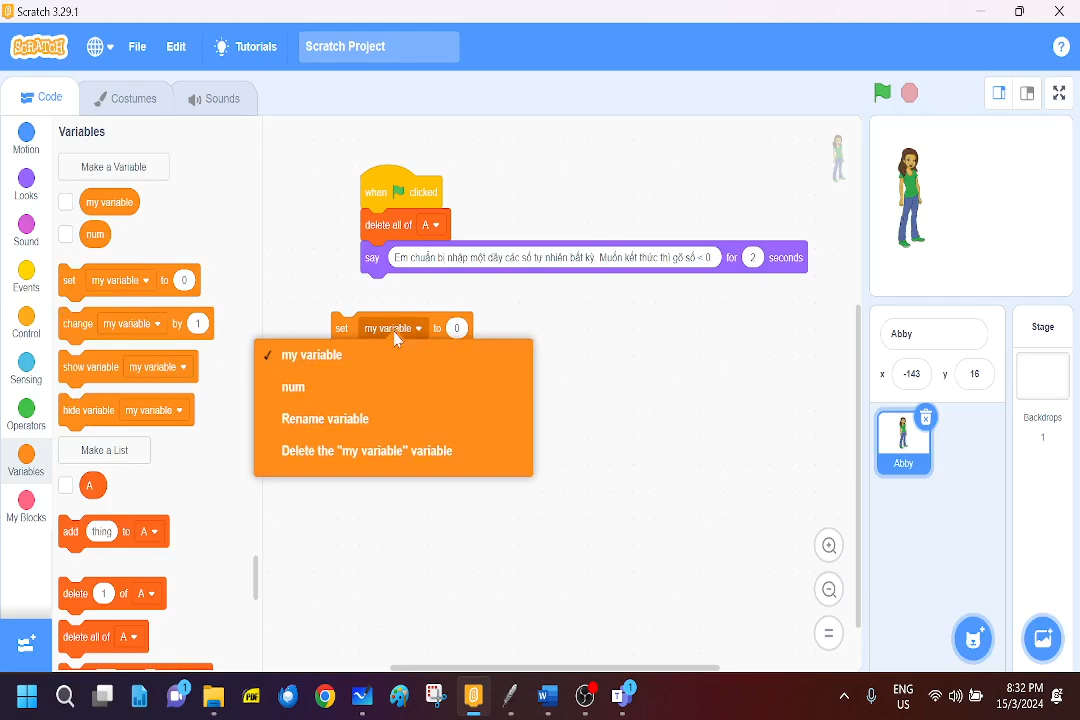 Scratch 3.29.1
SCRATCH
File
Edit
Tutorials
Scratch Project
?
Code
Costumes
Sounds
Motion
Looks
Sound
Events
Control
Sensing
Operators
Variables
My Blocks
Variables
Make a Variable
my variable
num
set my variable to 0
change my variable by 1
show variable my variable
hide variable my variable
Make a List
A
add thing to A
delete 1 of A
delete all of A
when clicked
delete all of A
say Em chuẩn bị nhập một dãy các số tự nhiên bất kỳ. Muốn kết thúc thì gõ số < 0 for 2 seconds
set my variable to 0
my variable
num
Rename variable
Delete the "my variable" variable
Abby
x -143 y 16
Abby
Stage
Backdrops
1
PDF
1
1
ENG
US
8:32 PM
15/3/2024